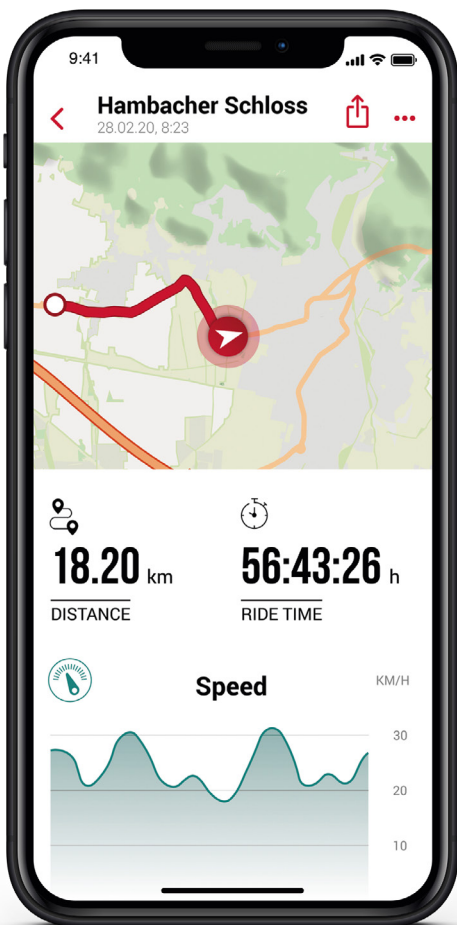 9:41
Hambacher Schloss
28.02.20, 8:23
18.20 km
56:43:26 h
DISTANCE
RIDE TIME
Speed
KM/H
30
20
10